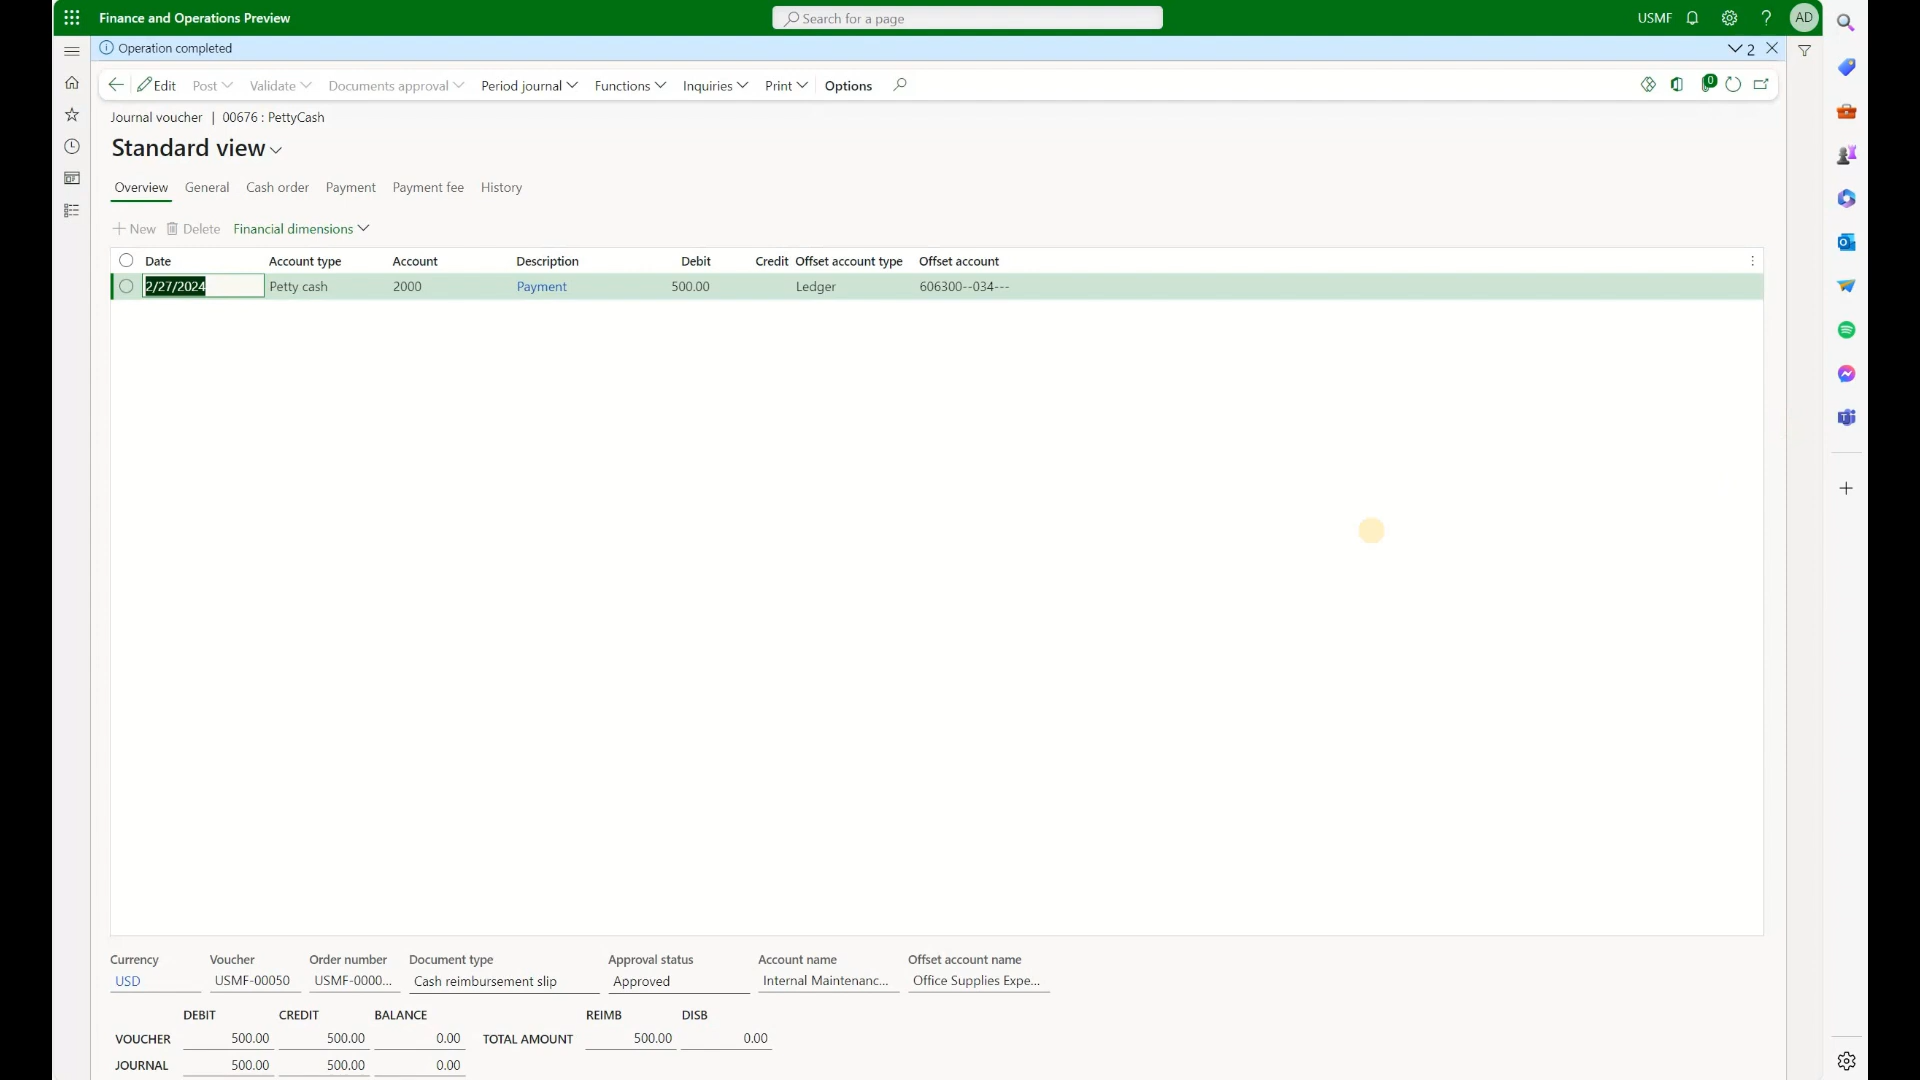 Finance and Operations Preview
Search for a page
USMF
?
AD
Operation completed
2
Edit Post Validate Documents approval Period journal Functions Inquiries Print Options
0
Journal voucher | 00676 : PettyCash
Standard view
Overview General Cash order Payment Payment fee History
New Delete Financial dimensions
Date Account type Account Description Debit Credit Offset account type Offset account
2/27/2024 Petty cash 2000 Payment 500.00 Ledger 606300--034---
Currency Voucher Order number Document type Approval status Account name Offset account name
USD USMF-00050 USMF-0000... Cash reimbursement slip Approved Internal Maintenanc... Office Supplies Expe...
DEBIT CREDIT BALANCE REIMB DISB
VOUCHER 500.00 500.00 0.00 TOTAL AMOUNT 500.00 0.00
JOURNAL 500.00 500.00 0.00